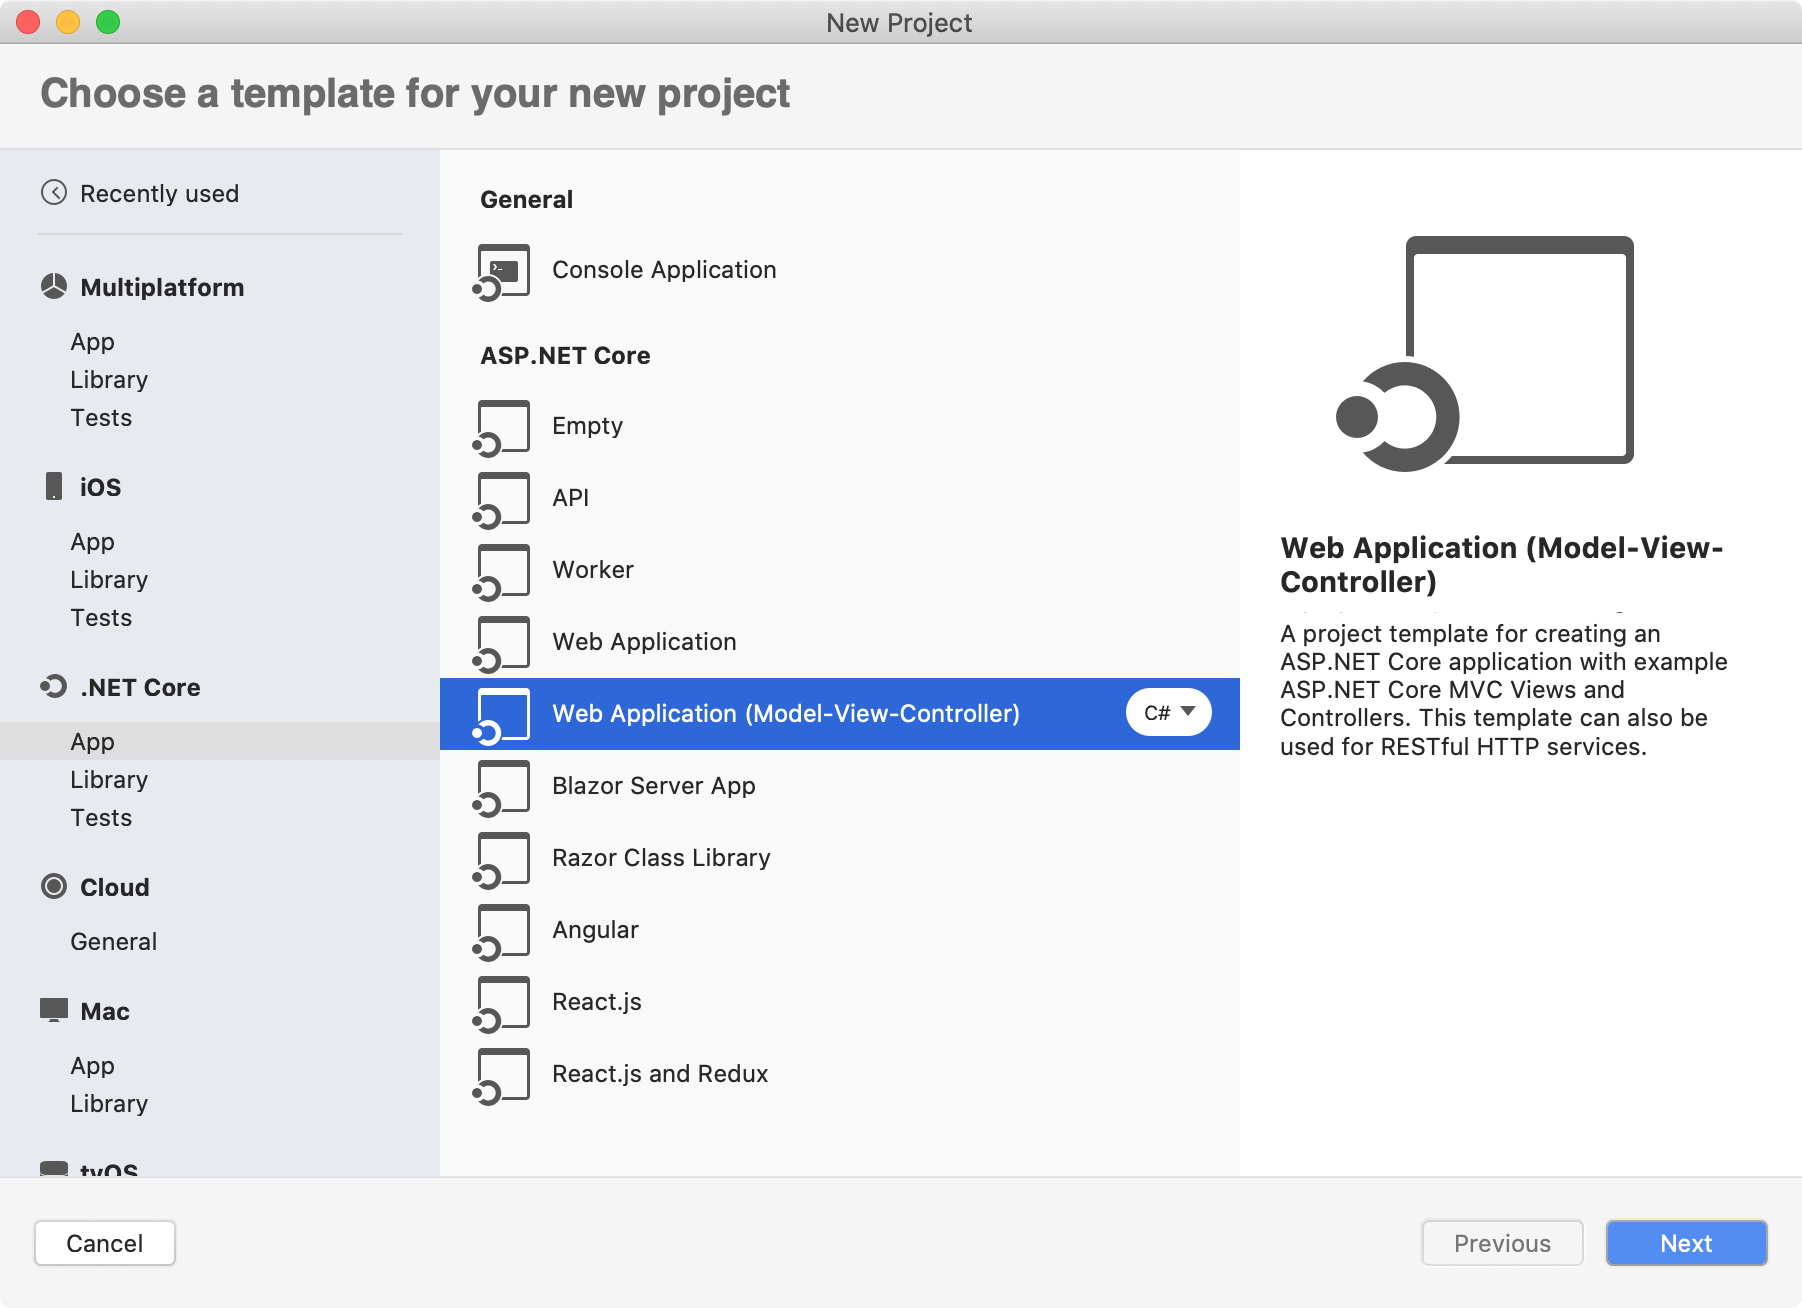 New Project
Choose a template for your new project
Recently used
Multiplatform
App
Library
Tests
iOS
App
Library
Tests
.NET Core
App
Library
Tests
Cloud
General
Mac
App
Library
tvOS
General
Console Application
ASP.NET Core
Empty
API
Worker
Web Application
Web Application (Model-View-Controller)
C#
Blazor Server App
Razor Class Library
Angular
React.js
React.js and Redux
Web Application (Model-View-
Controller)
A project template for creating an
ASP.NET Core application with example
ASP.NET Core MVC Views and
Controllers. This template can also be
used for RESTful HTTP services.
Cancel
Previous
Next